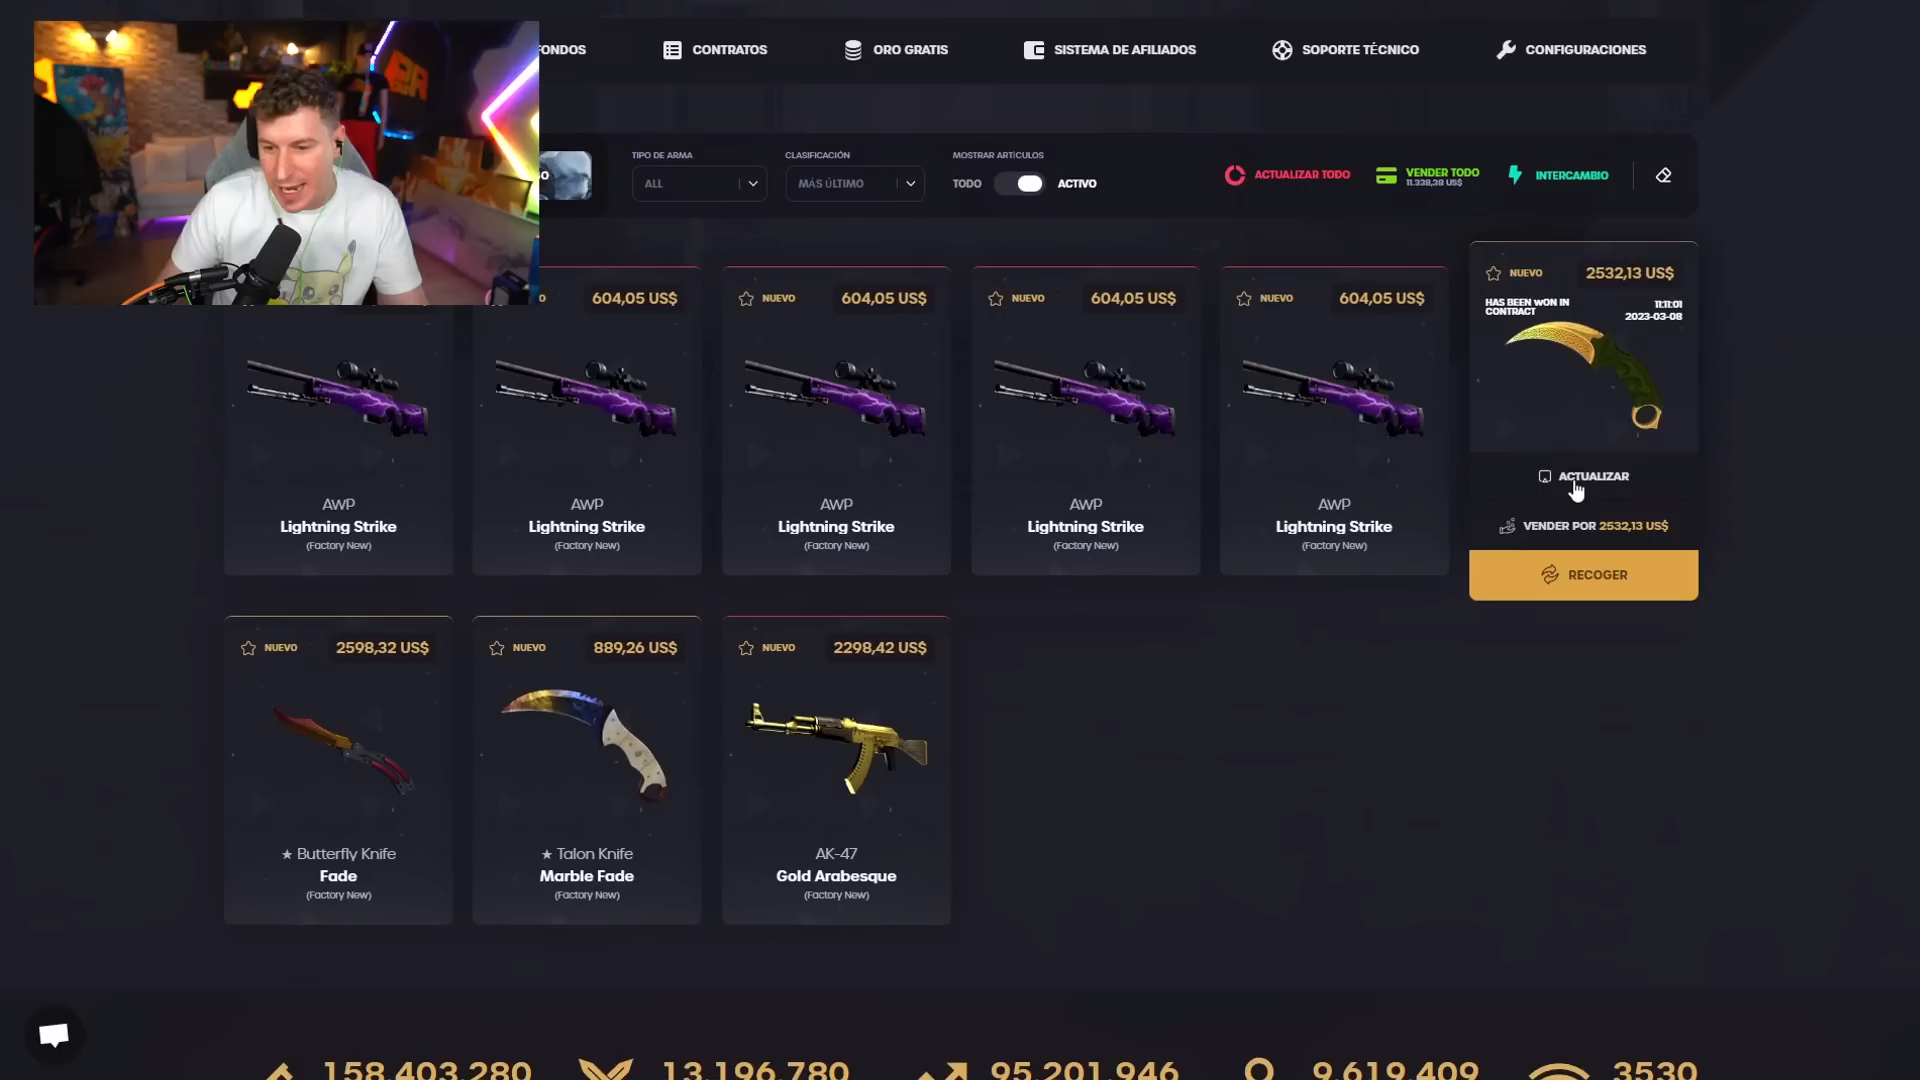 FONDOS
CONTRATOS
ORO GRATIS
SISTEMA DE AFILIADOS
SOPORTE TÉCNICO
CONFIGURACIONES
TIPO DE ARMA
ALL
CLASIFICACIÓN
MÁS ÚLTIMO
MOSTRAR ARTÍCULOS
TODO
ACTIVO
ACTUALIZAR TODO
VENDER TODO
11.338,38 US$
INTERCAMBIO
604,05 US$
NUEVO 604,05 US$
NUEVO 604,05 US$
NUEVO 604,05 US$
NUEVO 2532,13 US$
HAS BEEN WON IN
CONTRACT
11:11:01
2023-03-08
AWP
Lightning Strike
(Factory New)
AWP
Lightning Strike
(Factory New)
AWP
Lightning Strike
(Factory New)
AWP
Lightning Strike
(Factory New)
AWP
Lightning Strike
(Factory New)
ACTUALIZAR
VENDER POR 2532,13 US$
RECOGER
NUEVO 2598,32 US$
★ Butterfly Knife
Fade
(Factory New)
NUEVO 889,26 US$
★ Talon Knife
Marble Fade
(Factory New)
NUEVO 2298,42 US$
AK-47
Gold Arabesque
(Factory New)
158.403.280
13.196.780
95.201.946
9.619.409
3530